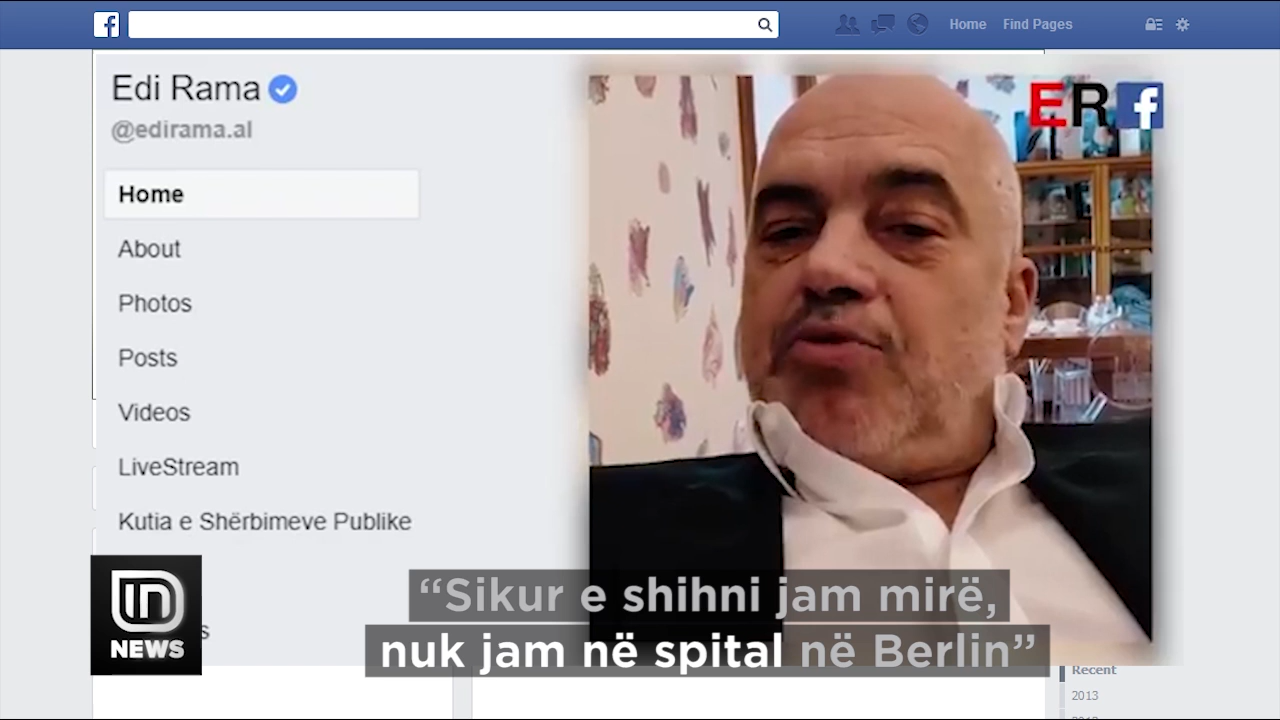 Home
Find Pages
Edi Rama
@edirama.al
Home
About
Photos
Posts
Videos
LiveStream
Kutia e Shërbimeve Publike
s
ER
f
IN
NEWS
“Sikur e shihni jam mirë,
nuk jam në spital në Berlin”
Recent
2013